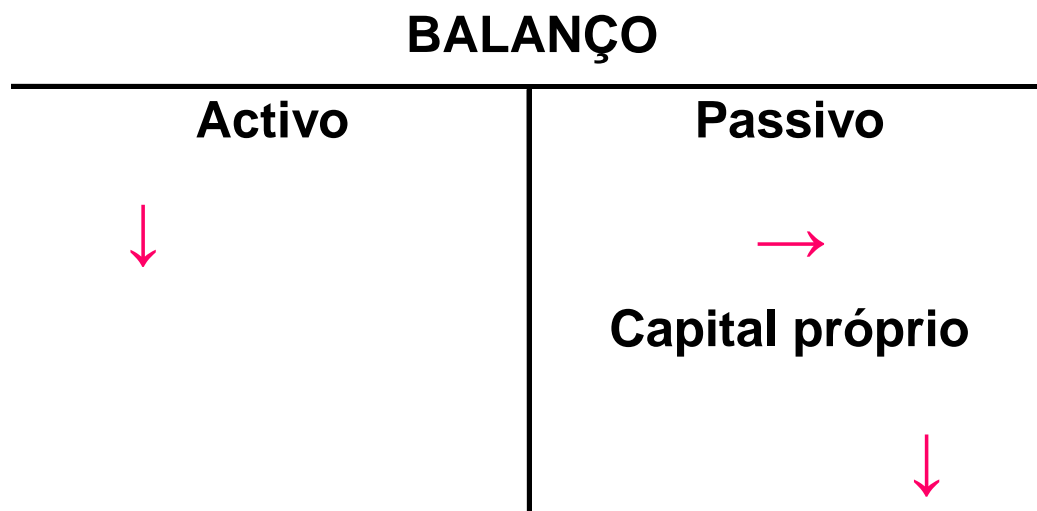 BALANÇO
Activo
Passivo
↓
→
Capital próprio
↓